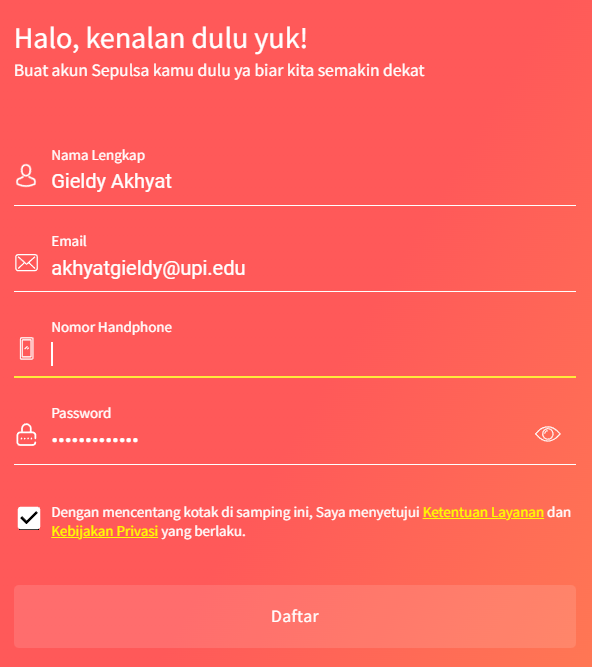 Halo, kenalan dulu yuk!
Buat akun Sepulsa kamu dulu ya biar kita semakin dekat
Nama Lengkap
Gieldy Akhyat
Email
akhyatgieldy@upi.edu
Nomor Handphone
Password
•••••••••••••
Dengan mencentang kotak di samping ini, Saya menyetujui Ketentuan Layanan dan
Kebijakan Privasi yang berlaku.
Daftar